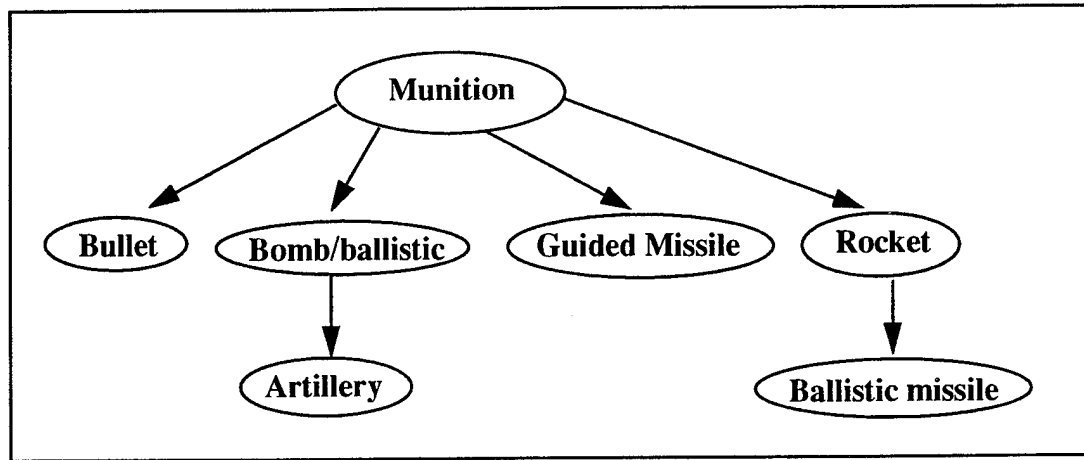 Munition
Bullet
Bomb/ballistic
Guided Missile
Rocket
Artillery
Ballistic missile